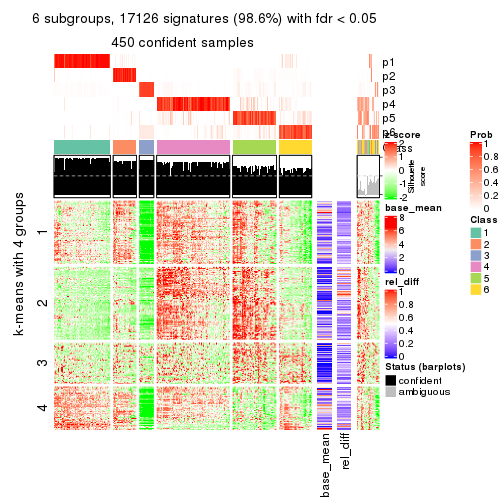 6 subgroups, 17126 signatures (98.6%) with fdr < 0.05
450 confident samples
p1
p2
p3
p4
p5
p6
z-score
2
1
0
-1
-2
Class
Silhouette
score
Prob
1
0.8
0.6
0.4
0.2
0
base_mean
8
6
4
2
0
Class
1
2
3
4
5
6
rel_diff
1
0.8
0.6
0.4
0.2
0
Status (barplots)
confident
ambiguous
k-means with 4 groups
1
2
3
4
base_mean
rel_diff